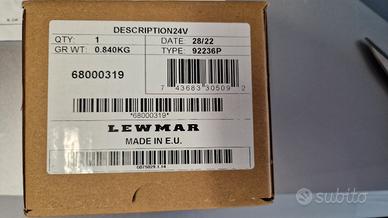 DESCRIPTION24V
QTY: 1
DATE: 28/22
GR WT: 0.840KG
TYPE: 92236P
68000319
7 43683 30509 2
*68000319*
LEWMAR
MADE IN E.U.
subito